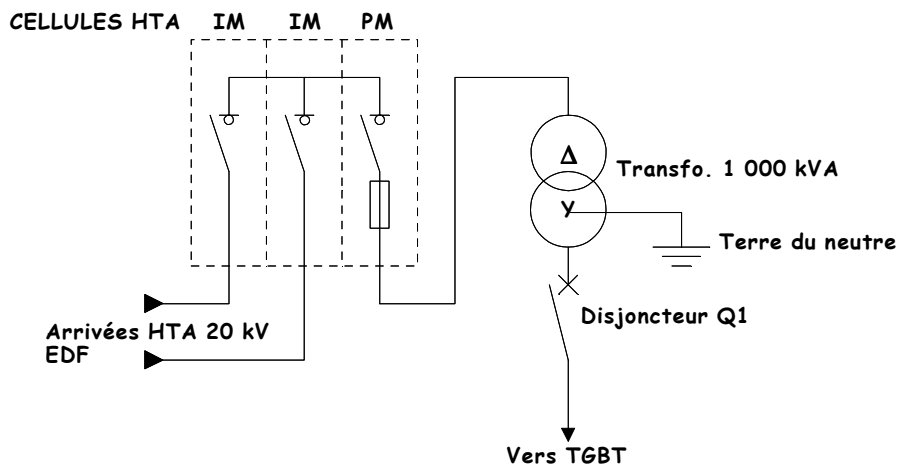 CELLULES HTA IM IM PM
Δ
Transfo. 1 000 kVA
Y
Terre du neutre
Disjoncteur Q1
Arrivées HTA 20 kV
EDF
Vers TGBT